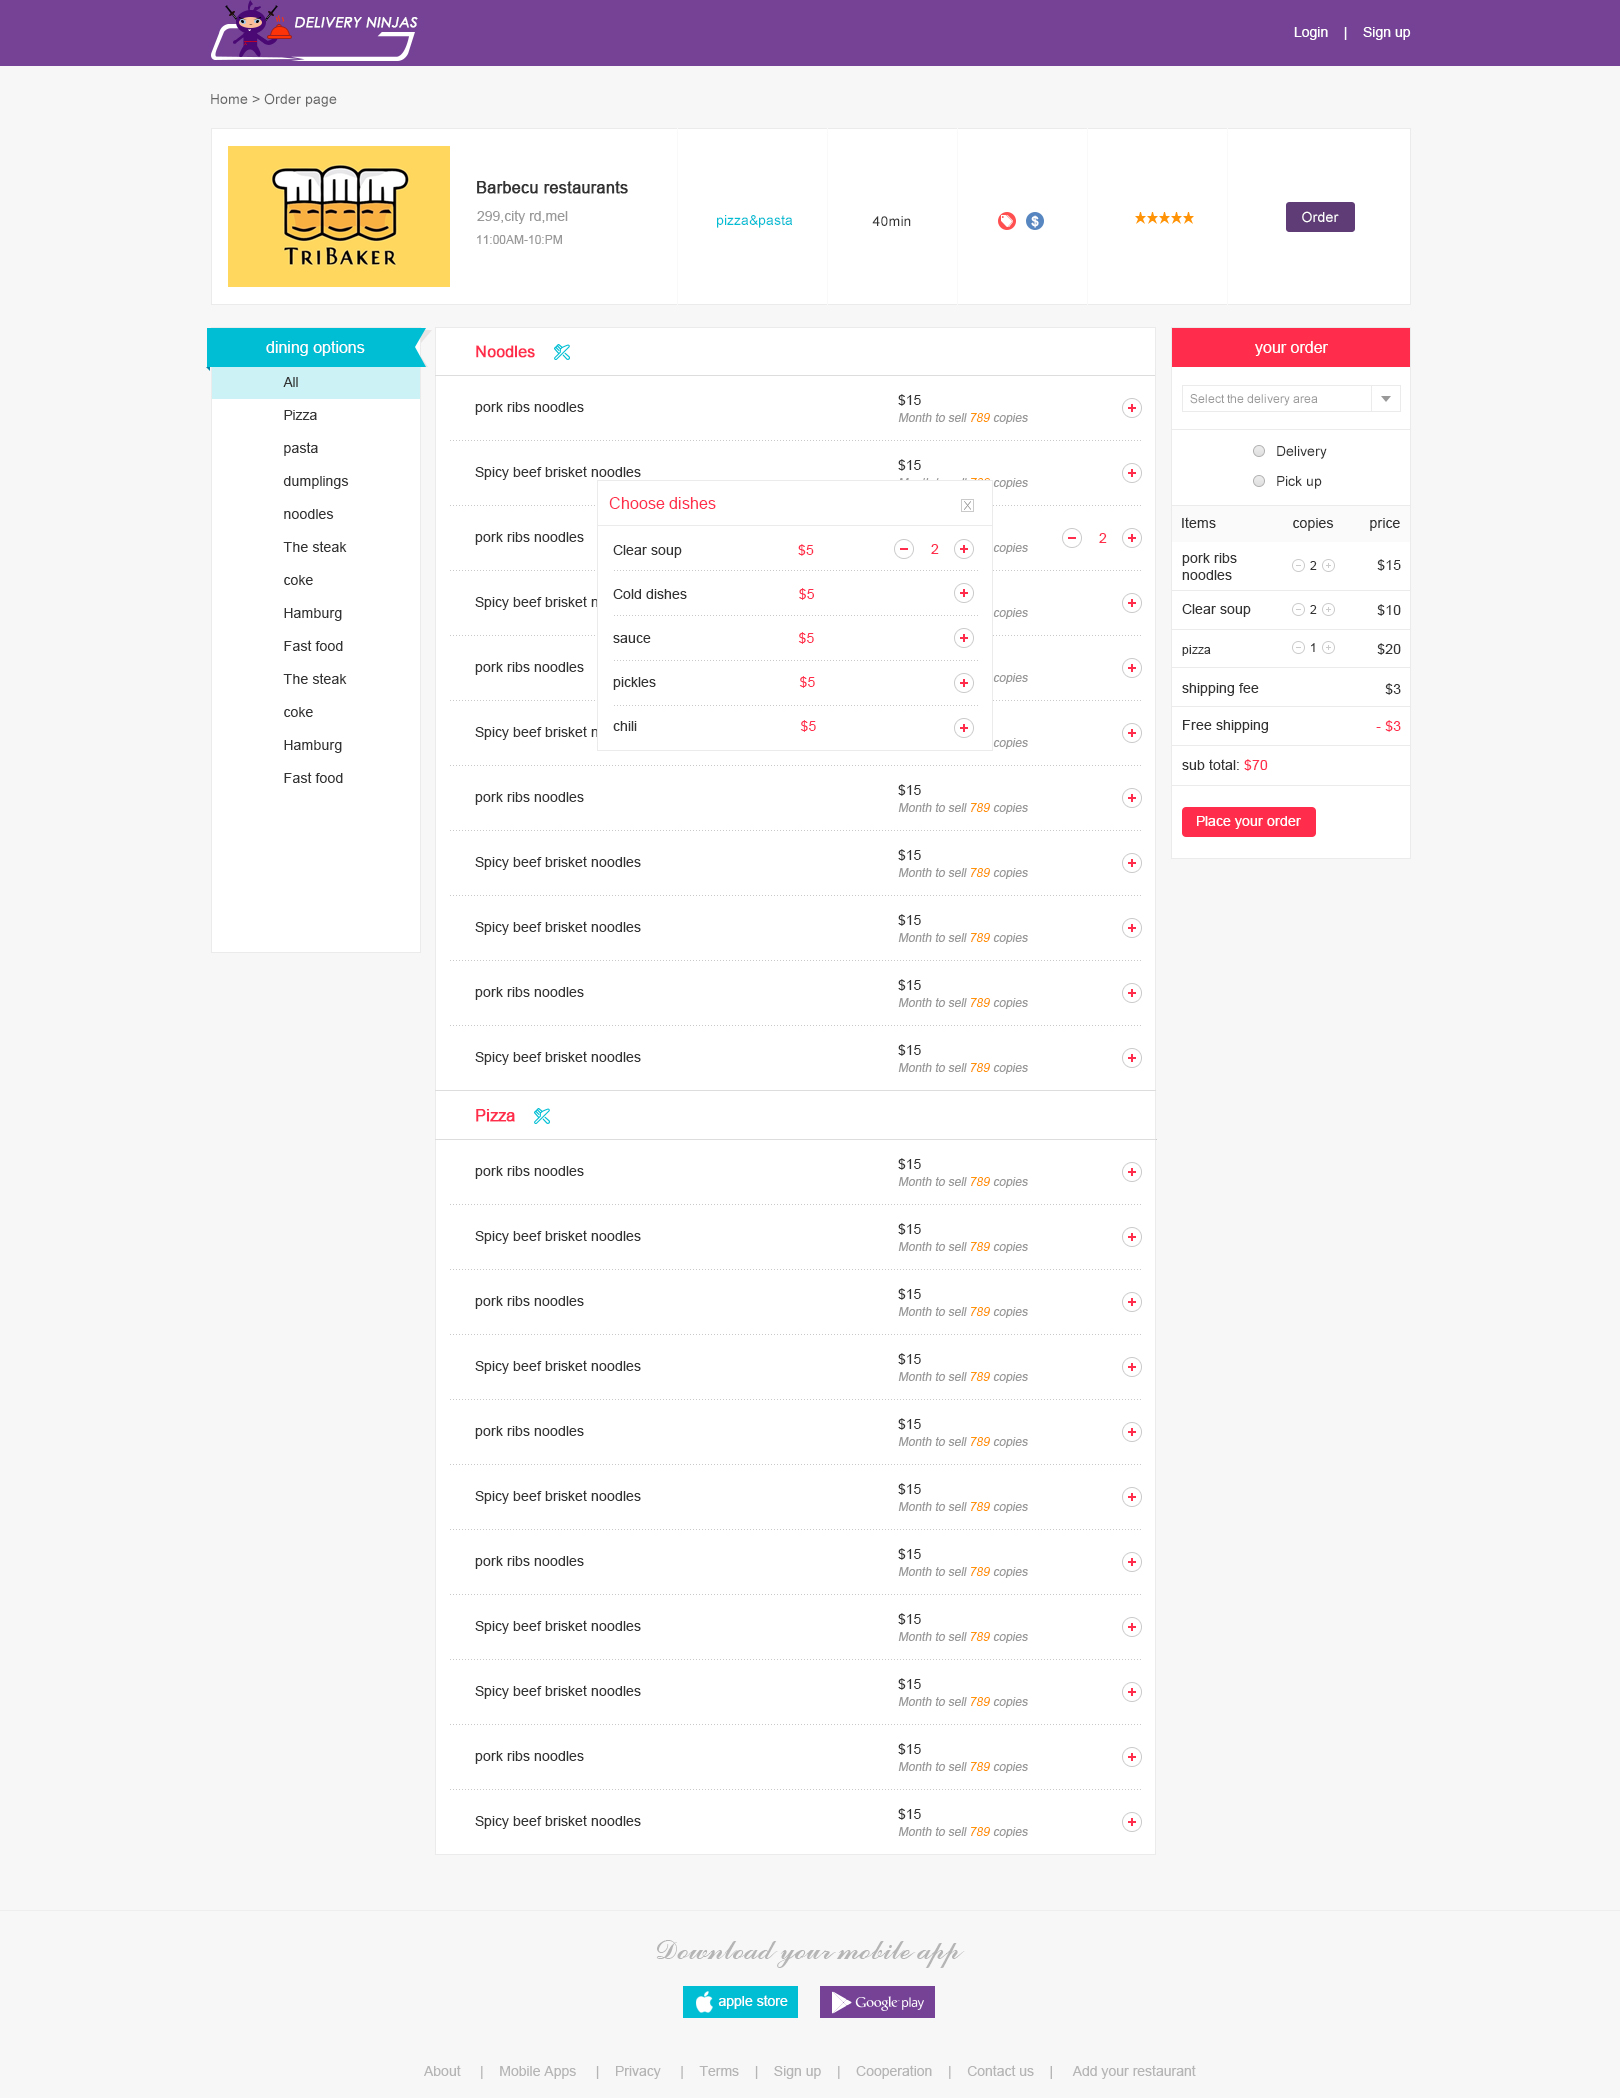 DELIVERY NINJAS
Login | Sign up
Home > Order page
TRIBAKER
Barbecu restaurants
299,city rd,mel
11:00AM-10:PM
pizza&pasta
40min
$
Order
dining options
All
Pizza
pasta
dumplings
noodles
The steak
coke
Hamburg
Fast food
The steak
coke
Hamburg
Fast food
Noodles
pork ribs noodles $15
Month to sell 789 copies
Spicy beef brisket noodles $15
copies
pork ribs noodles copies 2
Spicy beef brisket n copies
pork ribs noodles copies
Spicy beef brisket n copies
Choose dishes X
Clear soup $5 2
Cold dishes $5
sauce $5
pickles $5
chili $5
pork ribs noodles $15
Month to sell 789 copies
Spicy beef brisket noodles $15
Month to sell 789 copies
Spicy beef brisket noodles $15
Month to sell 789 copies
pork ribs noodles $15
Month to sell 789 copies
Spicy beef brisket noodles $15
Month to sell 789 copies
Pizza
pork ribs noodles $15
Month to sell 789 copies
Spicy beef brisket noodles $15
Month to sell 789 copies
pork ribs noodles $15
Month to sell 789 copies
Spicy beef brisket noodles $15
Month to sell 789 copies
pork ribs noodles $15
Month to sell 789 copies
Spicy beef brisket noodles $15
Month to sell 789 copies
pork ribs noodles $15
Month to sell 789 copies
Spicy beef brisket noodles $15
Month to sell 789 copies
Spicy beef brisket noodles $15
Month to sell 789 copies
pork ribs noodles $15
Month to sell 789 copies
Spicy beef brisket noodles $15
Month to sell 789 copies
your order
Select the delivery area
Delivery
Pick up
Items copies price
pork ribs
noodles 2 $15
Clear soup 2 $10
pizza 1 $20
shipping fee $3
Free shipping - $3
sub total: $70
Place your order
Download your mobile app
apple store
Google play
About | Mobile Apps | Privacy | Terms | Sign up | Cooperation | Contact us | Add your restaurant